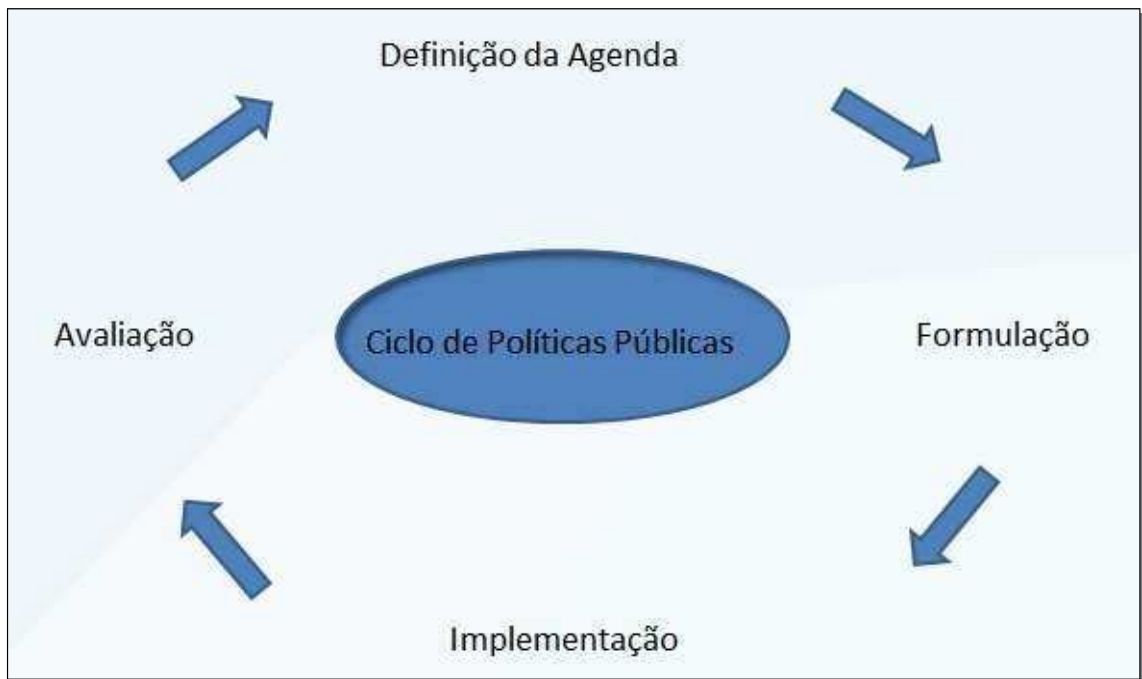 Definição da Agenda
Avaliação
Ciclo de Políticas Públicas
Formulação
Implementação